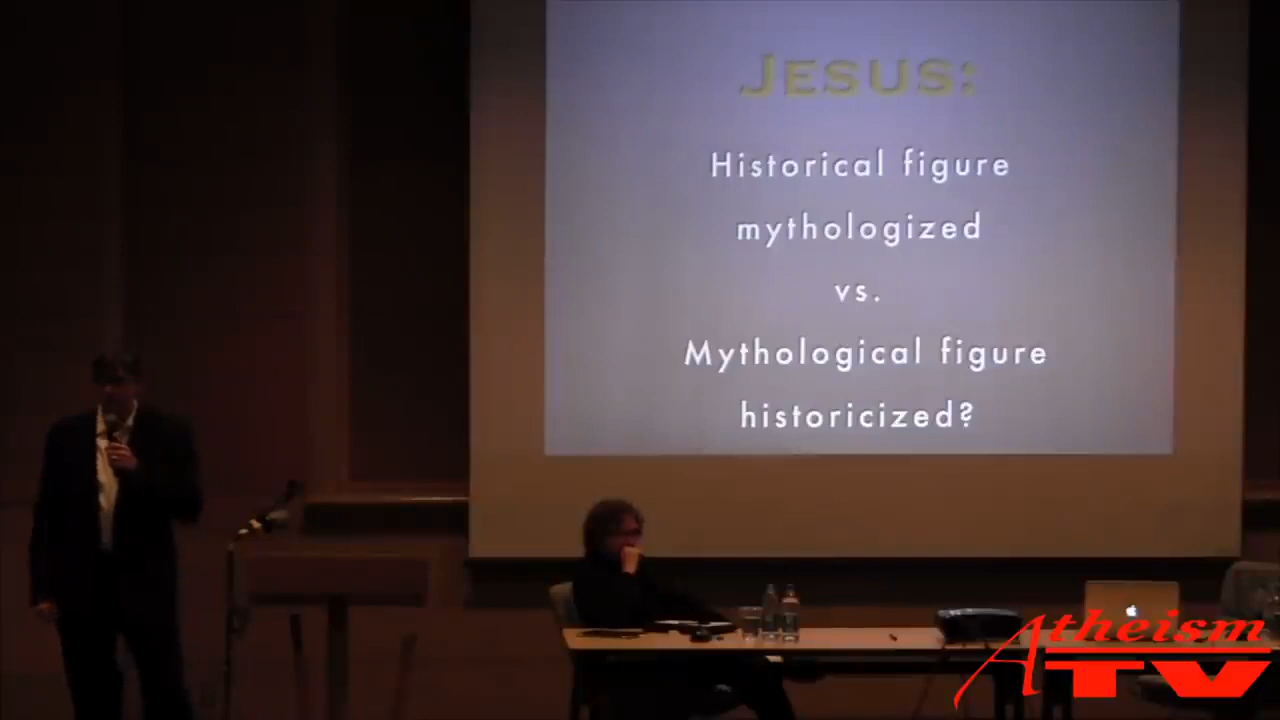 JESUS:
Historical figure
mythologized
vs.
Mythological figure
historicized?
Atheism
TV